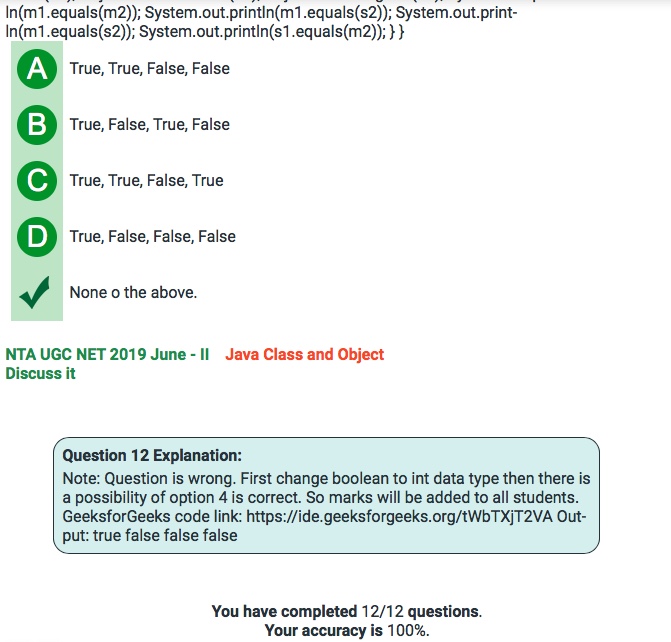 ln(m1.equals(m2)); System.out.println(m1.equals(s2)); System.out.print-
ln(m1.equals(s2)); System.out.println(s1.equals(m2)); } }
A True, True, False, False
B True, False, True, False
C True, True, False, True
D True, False, False, False
None o the above.
NTA UGC NET 2019 June - II Java Class and Object
Discuss it
Question 12 Explanation:
Note: Question is wrong. First change boolean to int data type then there is
a possibility of option 4 is correct. So marks will be added to all students.
GeeksforGeeks code link: https://ide.geeksforgeeks.org/tWbTXjT2VA Out-
put: true false false false
You have completed 12/12 questions.
Your accuracy is 100%.